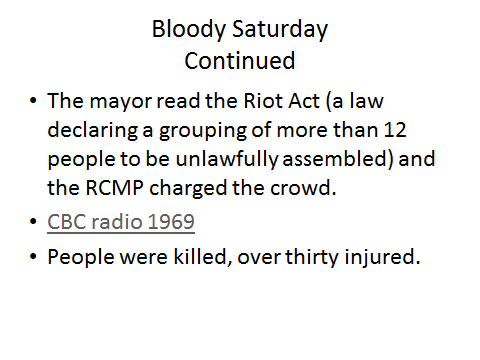 Bloody Saturday
Continued
• The mayor read the Riot Act (a law
declaring a grouping of more than 12
people to be unlawfully assembled) and
the RCMP charged the crowd.
• CBC radio 1969
• People were killed, over thirty injured.